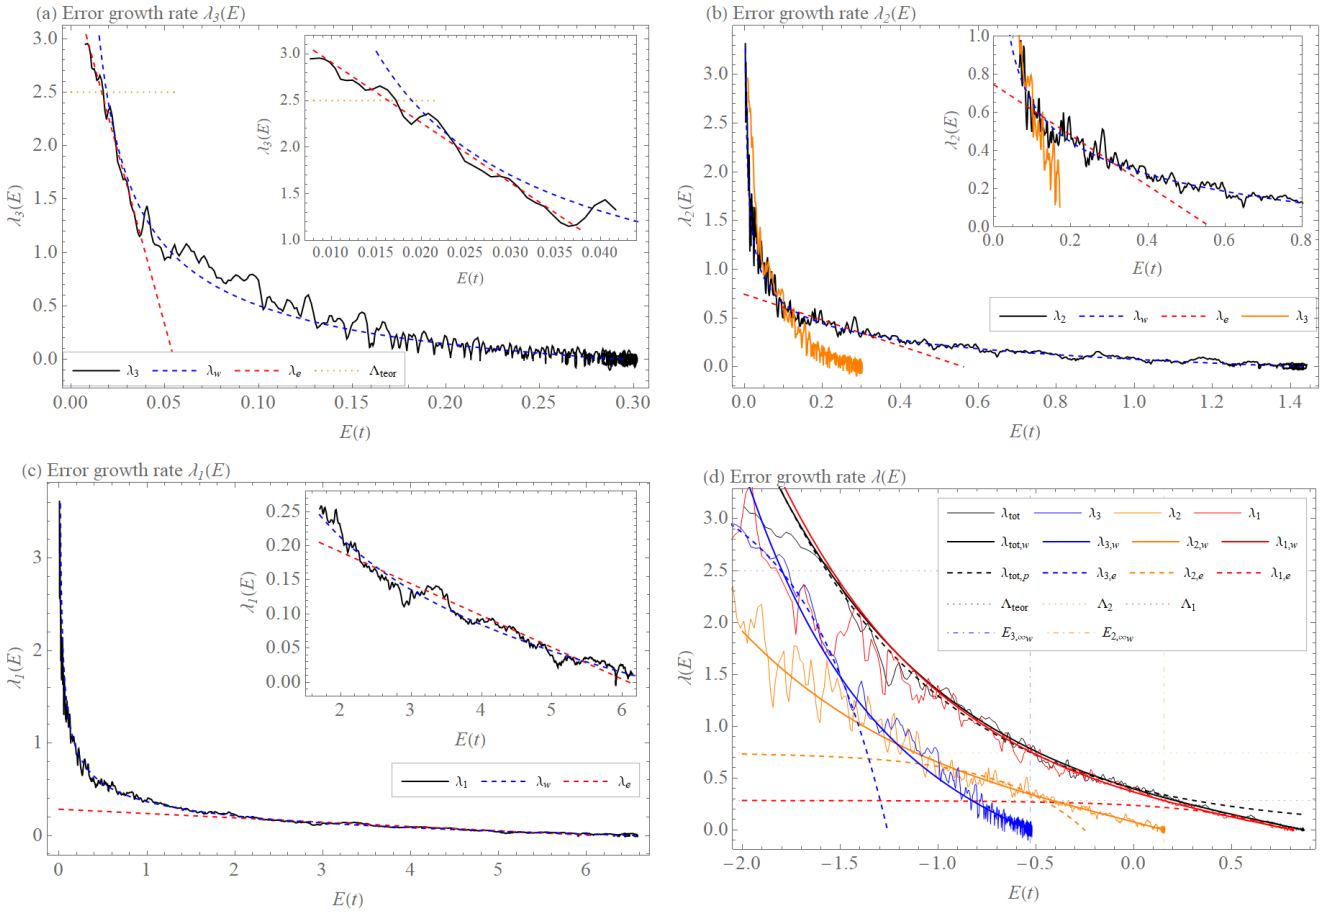 (a) Error growth rate λ3(E)
3.0
2.5
2.0
1.5
1.0
0.5
0.0
λ3(E)
0.00
0.05
0.10
0.15
0.20
0.25
0.30
E(t)
λ3
λw
λe
Λteor
3.0
2.5
2.0
1.5
1.0
λ3(E)
0.010
0.015
0.020
0.025
0.030
0.035
0.040
E(t)
(b) Error growth rate λ2(E)
3.0
2.5
2.0
1.5
1.0
0.5
0.0
λ2(E)
0.0
0.2
0.4
0.6
0.8
1.0
1.2
1.4
E(t)
λ2
λw
λe
λ3
1.0
0.8
0.6
0.4
0.2
0.0
λ2(E)
0.0
0.2
0.4
0.6
0.8
E(t)
(c) Error growth rate λ1(E)
3
2
1
0
λ1(E)
0
1
2
3
4
5
6
E(t)
λ1
λw
λe
0.25
0.20
0.15
0.10
0.05
0.00
λ1(E)
2
3
4
5
6
E(t)
(d) Error growth rate λ(E)
3.0
2.5
2.0
1.5
1.0
0.5
0.0
λ(E)
-2.0
-1.5
-1.0
-0.5
0.0
0.5
E(t)
λtot
λ3
λ2
λ1
λtot,w
λ3,w
λ2,w
λ1,w
λtot,p
λ3,e
λ2,e
λ1,e
Λteor
Λ2
Λ1
E3,∞w
E2,∞w